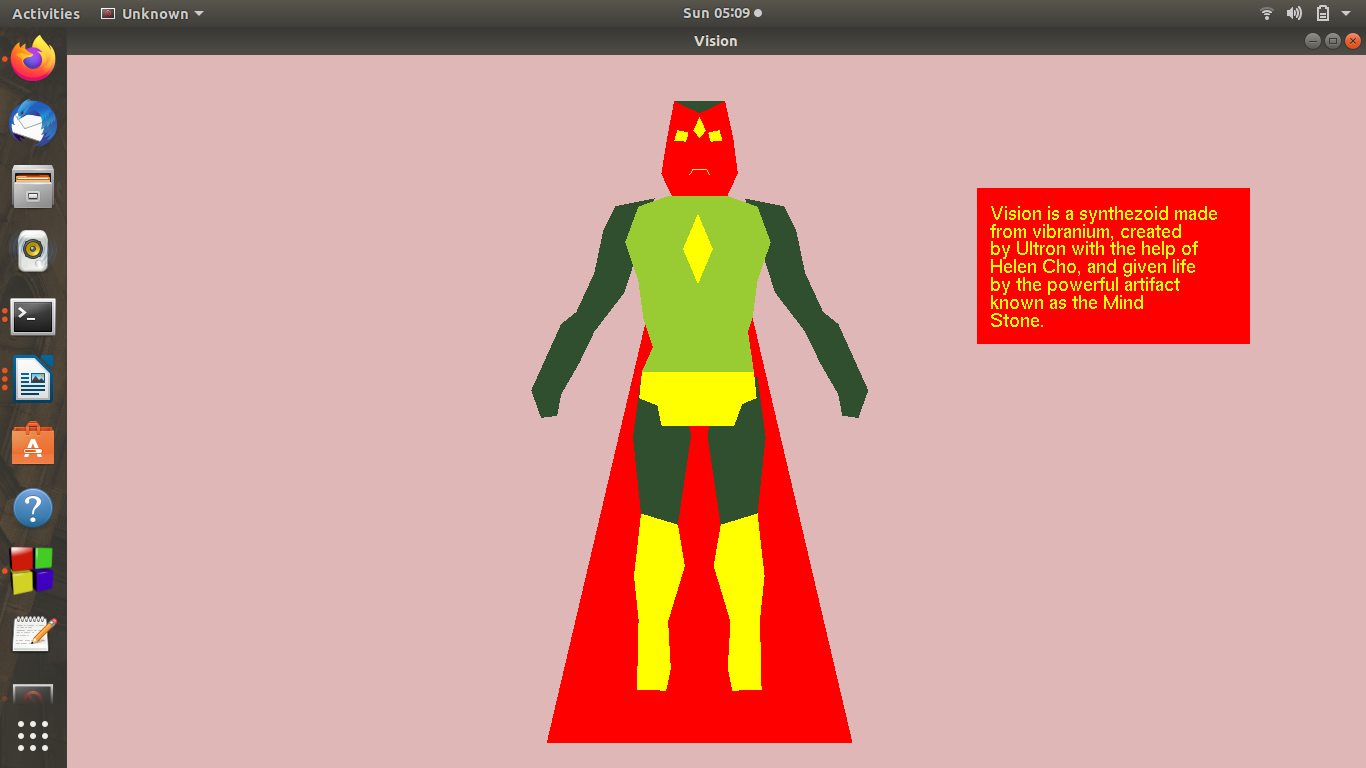 Activities
Unknown
Sun 05:09
Vision
Vision is a synthezoid made
from vibranium, created
by Ultron with the help of
Helen Cho, and given life
by the powerful artifact
known as the Mind
Stone.